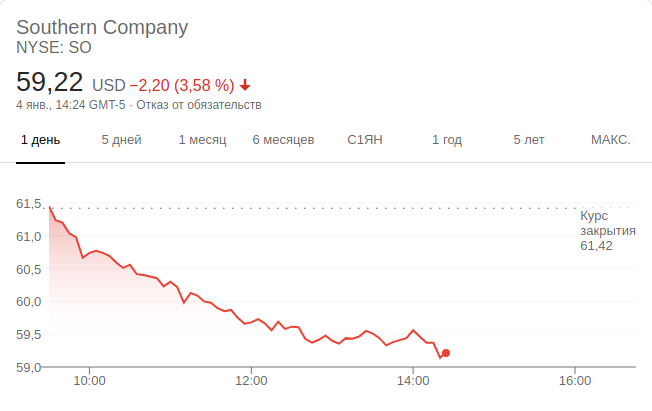 Southern Company
NYSE: SO
59,22 USD −2,20 (3,58 %)
4 янв., 14:24 GMT-5 · Отказ от обязательств
1 день 5 дней 1 месяц 6 месяцев С1ЯН 1 год 5 лет МАКС.
61,5
Курс
закрытия
61,42
61,0
60,5
60,0
59,5
59,0
10:00 12:00 14:00 16:00